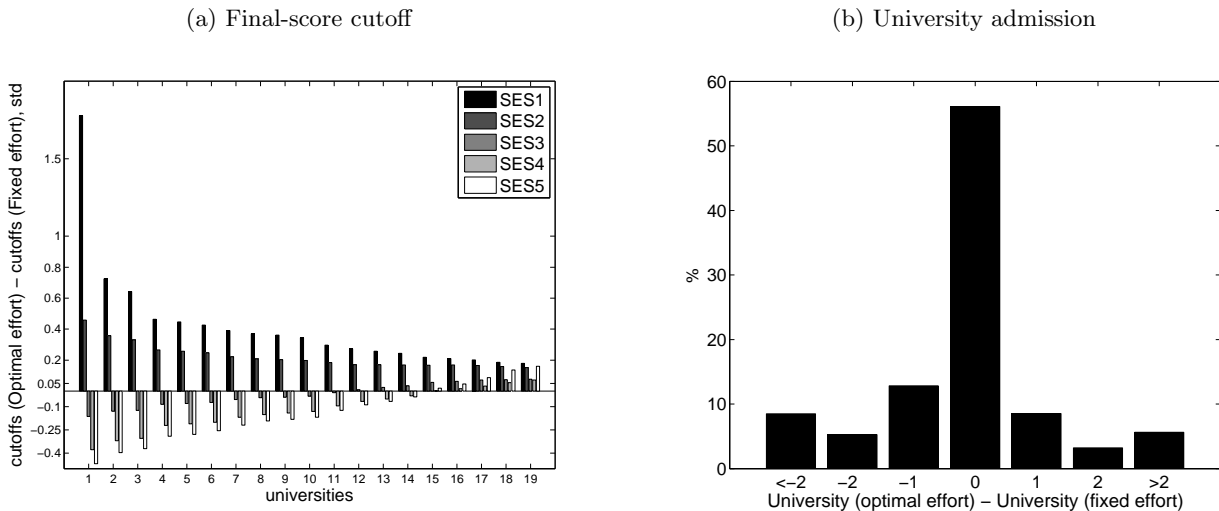 (a) Final-score cutoff
cutoffs (Optimal effort) − cutoffs (Fixed effort), std
1.5
1
0.8
0.6
0.4
0.2
0.05
−0.1
−0.25
−0.4
SES1
SES2
SES3
SES4
SES5
1 2 3 4 5 6 7 8 9 10 11 12 13 14 15 16 17 18 19
universities
(b) University admission
%
60
50
40
30
20
10
0
<−2 −2 −1 0 1 2 >2
University (optimal effort) − University (fixed effort)